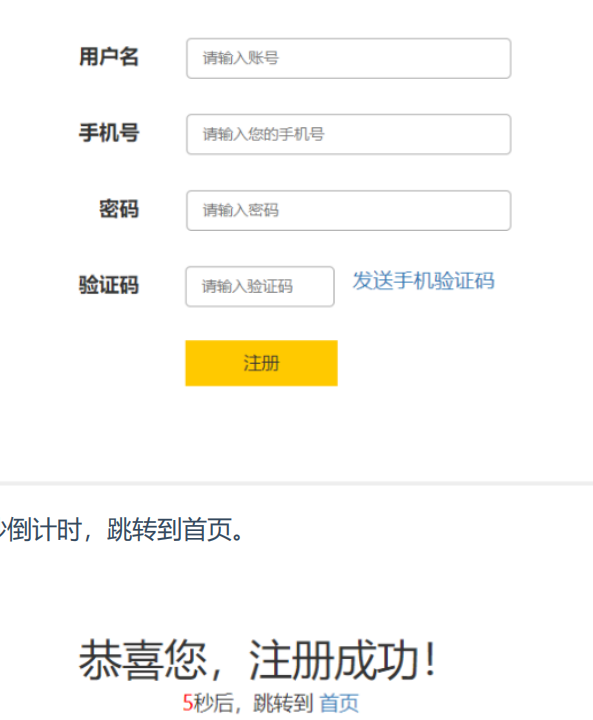 用户名 请输入账号
手机号 请输入您的手机号
密码 请输入密码
验证码 请输入验证码 发送手机验证码
注册
倒计时，跳转到首页。
恭喜您，注册成功！
5秒后，跳转到 首页